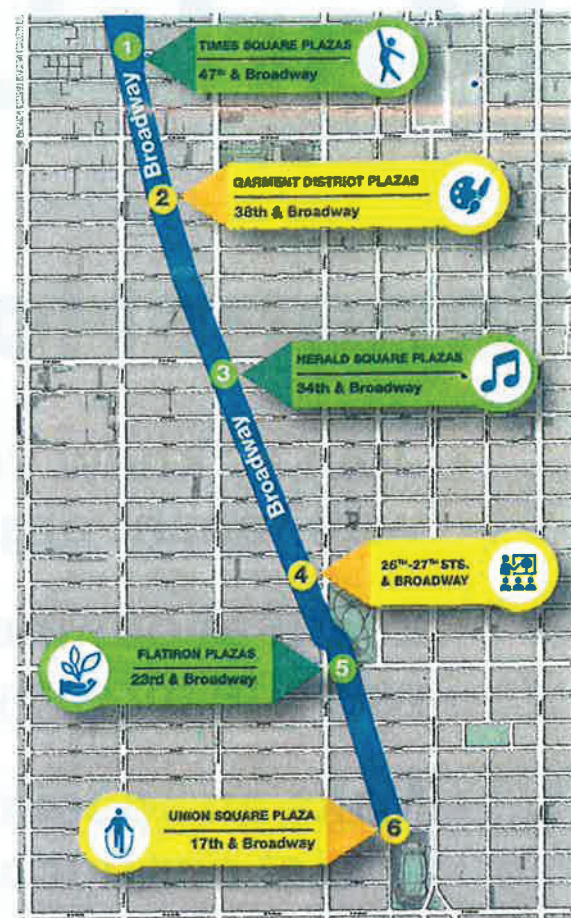 1
TIMES SQUARE PLAZAS
47TH & Broadway
Broadway
2
GARMENT DISTRICT PLAZAS
38th & Broadway
3
HERALD SQUARE PLAZAS
34th & Broadway
Broadway
4
26TH-27TH STS.
& BROADWAY
FLATIRON PLAZAS
23rd & Broadway
5
UNION SQUARE PLAZA
17th & Broadway
6